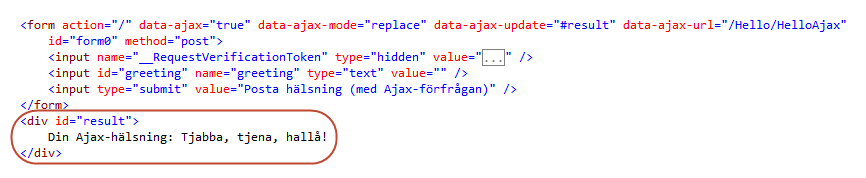 <form action="/" data-ajax="true" data-ajax-mode="replace" data-ajax-update="#result" data-ajax-url="/Hello/HelloAjax"
id="form0" method="post">
<input name="__RequestVerificationToken" type="hidden" value="..." />
<input id="greeting" name="greeting" type="text" value="" />
<input type="submit" value="Posta hälsning (med Ajax-förfrågan)" />
</form>
<div id="result">
Din Ajax-hälsning: Tjabba, tjena, hallå!
</div>